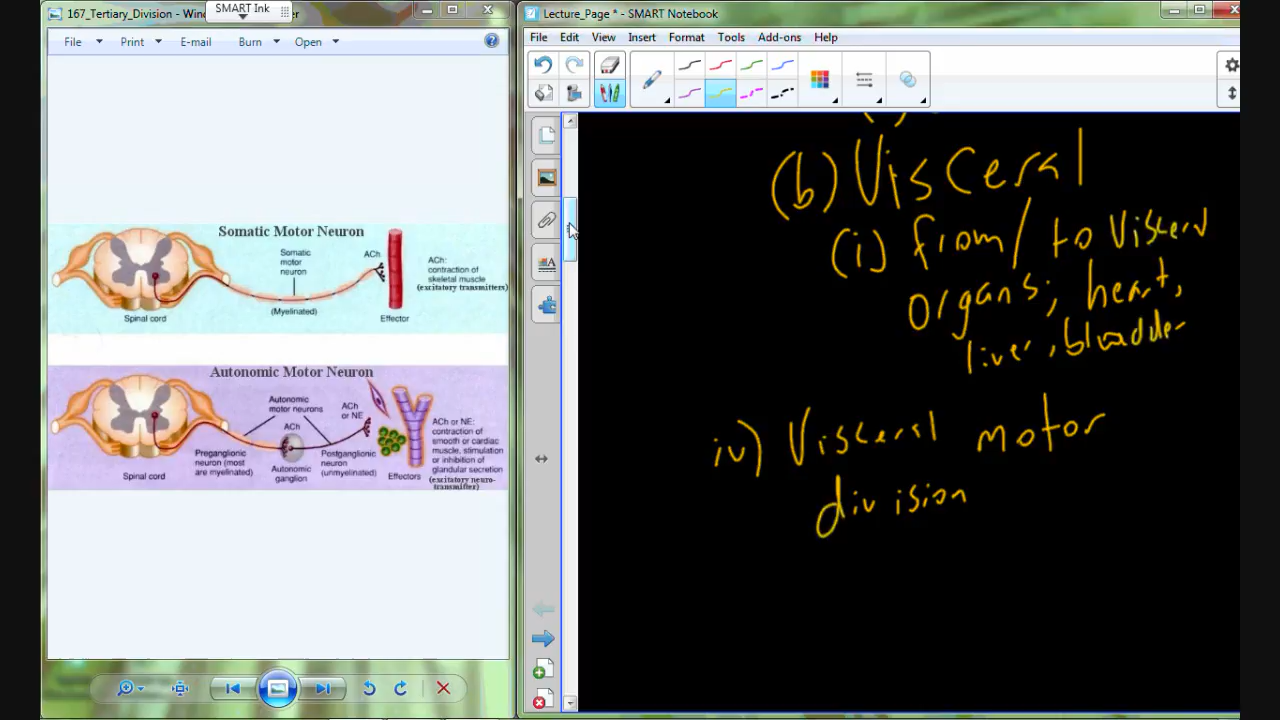 167_Tertiary_Division - Win
SMART Ink
File Print E-mail Burn Open
Somatic Motor Neuron
Somatic
motor
neuron
ACh
ACh:
contraction of
skeletal muscle
(excitatory transmitters)
(Myelinated)
Spinal cord
Effector
Autonomic Motor Neuron
Autonomic
motor neurons
ACh
or NE
ACh
ACh or NE:
contraction of
smooth or cardiac
muscle, stimulation
or inhibition of
glandular secretion
(excitatory neuro-
transmitter)
Preganglionic
neuron (most
are myelinated)
Postganglionic
neuron
(unmyelinated)
Spinal cord
Autonomic
ganglion
Effectors
Lecture_Page * - SMART Notebook
File Edit View Insert Format Tools Add-ons Help
(b) Visceral
(i) from/to Visceral
organs; heart,
liver, bladder
iv) Visceral motor
division